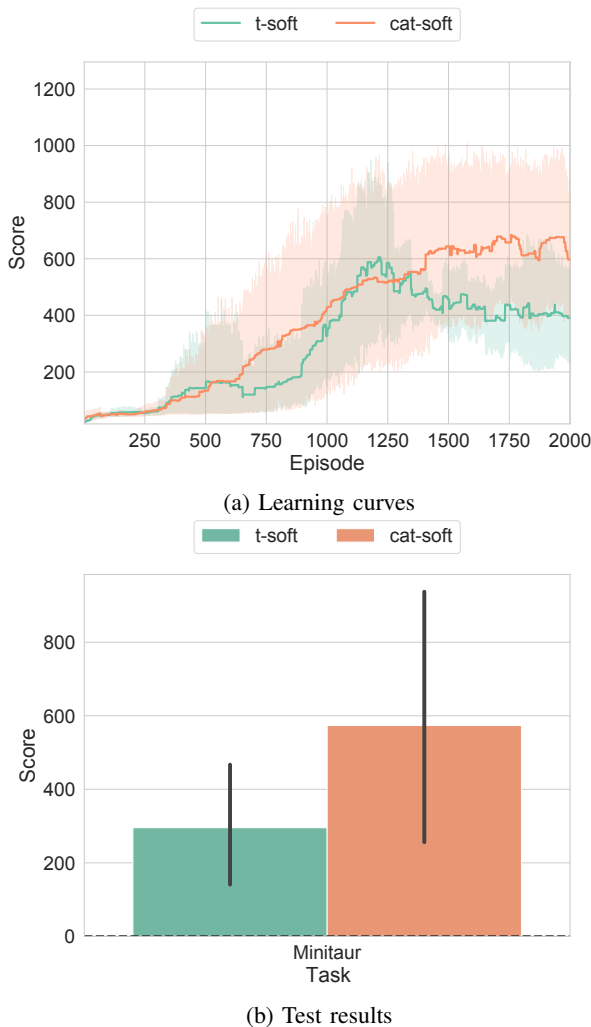 t-soft cat-soft
1200
1000
800
600
400
200
Score
250 500 750 1000 1250 1500 1750 2000
Episode
(a) Learning curves
t-soft cat-soft
800
600
400
200
0
Score
Minitaur
Task
(b) Test results